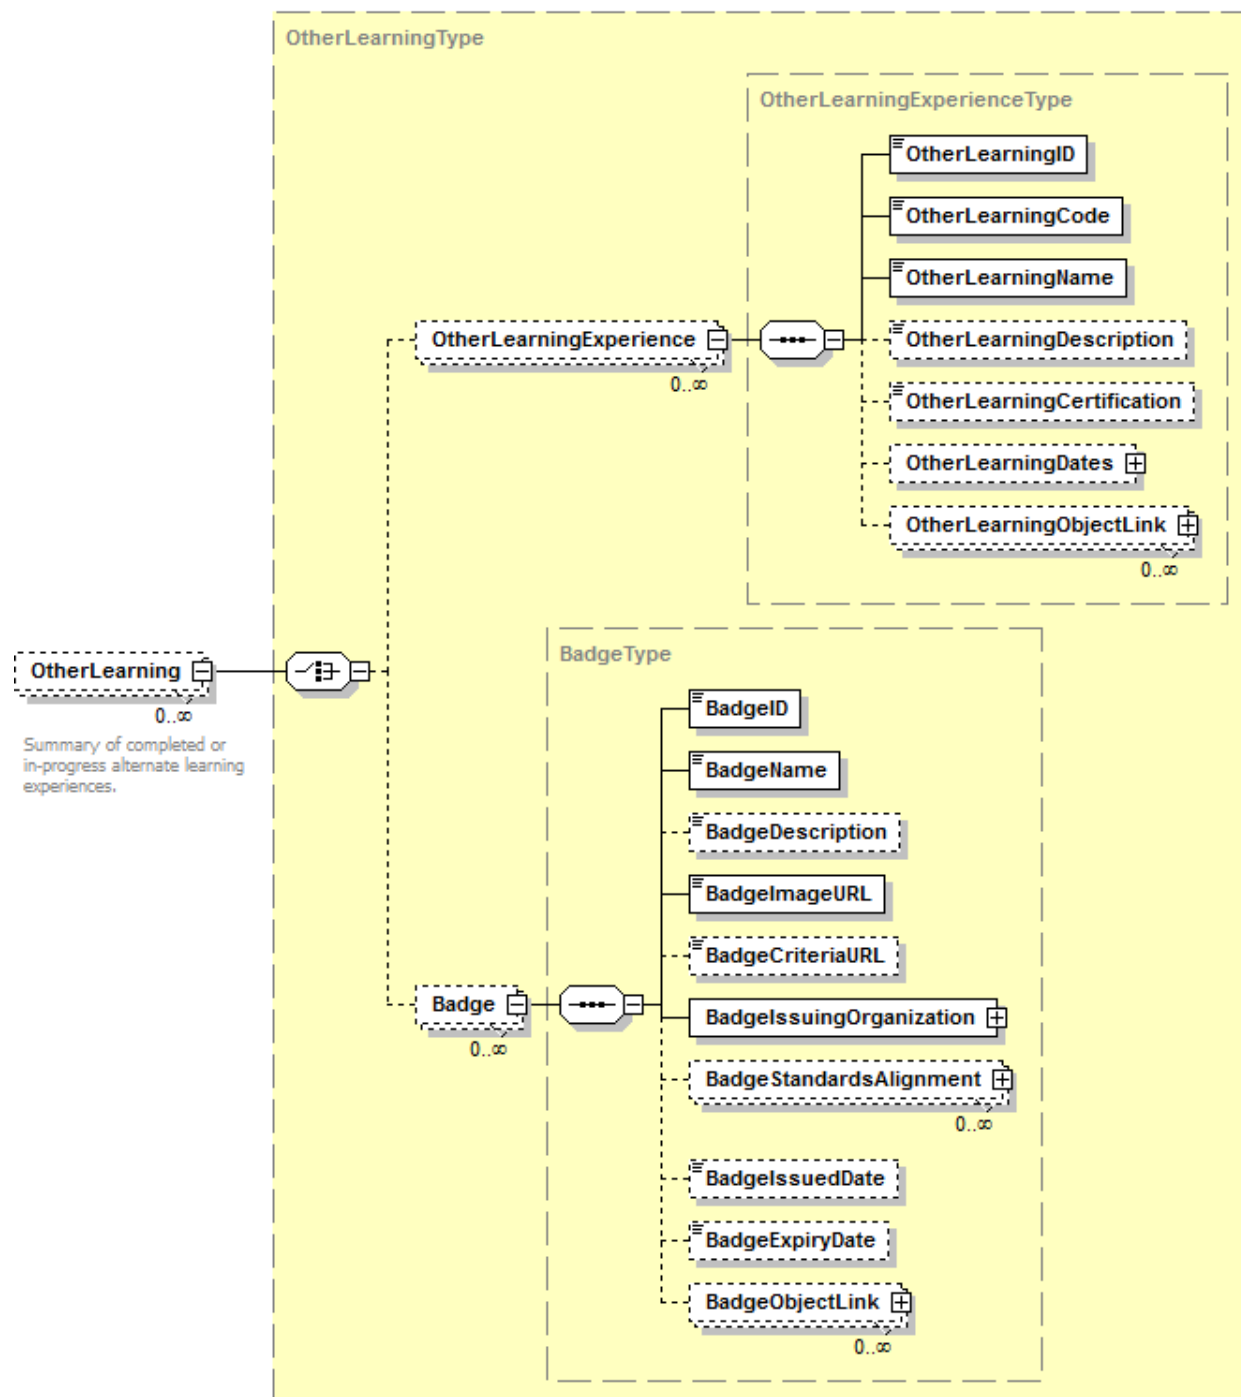 OtherLearningType
OtherLearningExperienceType
OtherLearningID
OtherLearningCode
OtherLearningName
OtherLearningExperience
0..∞
OtherLearningDescription
OtherLearningCertification
OtherLearningDates
OtherLearningObjectLink
0..∞
OtherLearning
0..∞
Summary of completed or
in-progress alternate learning
experiences.
BadgeType
BadgeID
BadgeName
BadgeDescription
BadgeImageURL
BadgeCriteriaURL
Badge
0..∞
BadgeIssuingOrganization
BadgeStandardsAlignment
0..∞
BadgeIssuedDate
BadgeExpiryDate
BadgeObjectLink
0..∞